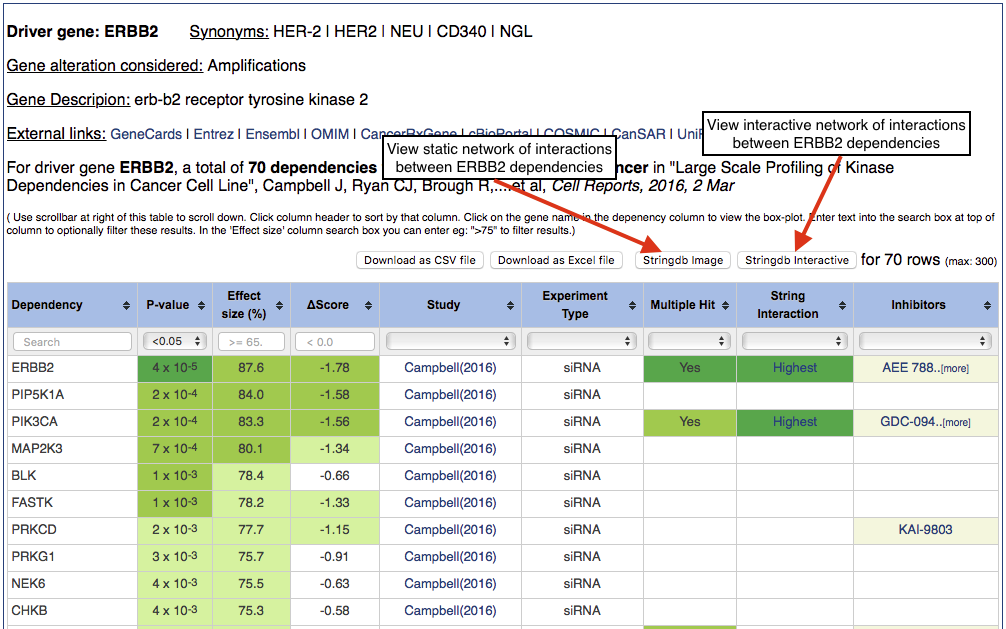 Driver gene: ERBB2 Synonyms: HER-2 | HER2 | NEU | CD340 | NGL
Gene alteration considered: Amplifications
Gene Descripion: erb-b2 receptor tyrosine kinase 2
External links: GeneCards | Entrez | Ensembl | OMIM | CancerRxGene | cBioPortal | COSMIC | CanSAR |
View static network of interactions
between ERBB2 dependencies
View interactive network of interactions
between ERBB2 dependencies
For driver gene ERBB2, a total of 70 dependencies in "Large Scale Profiling of Kinase
Dependencies in Cancer Cell Line", Campbell J, Ryan CJ, Brough R,....et al, Cell Reports, 2016, 2 Mar
( Use scrollbar at right of this table to scroll down. Click column header to sort by that column. Click on the gene name in the depenency column to view the box-plot. Enter text into the search box at top of
column to optionally filter these results. In the 'Effect size' column search box you can enter eg: ">75" to filter results.)
Download as CSV file Download as Excel file Stringdb Image Stringdb Interactive for 70 rows (max: 300)
Dependency P-value Effect size (%) ΔScore Study Experiment Type Multiple Hit String Interaction Inhibitors
Search <0.05 >= 65. < 0.0
ERBB2 4 x 10-5 87.6 -1.78 Campbell(2016) siRNA Yes Highest AEE 788..[more]
PIP5K1A 2 x 10-4 84.0 -1.58 Campbell(2016) siRNA
PIK3CA 2 x 10-4 83.3 -1.56 Campbell(2016) siRNA Yes Highest GDC-094..[more]
MAP2K3 7 x 10-4 80.1 -1.34 Campbell(2016) siRNA
BLK 1 x 10-3 78.4 -0.66 Campbell(2016) siRNA
FASTK 1 x 10-3 78.2 -1.33 Campbell(2016) siRNA
PRKCD 2 x 10-3 77.7 -1.15 Campbell(2016) siRNA KAI-9803
PRKG1 3 x 10-3 75.7 -0.91 Campbell(2016) siRNA
NEK6 4 x 10-3 75.5 -0.63 Campbell(2016) siRNA
CHKB 4 x 10-3 75.3 -0.58 Campbell(2016) siRNA